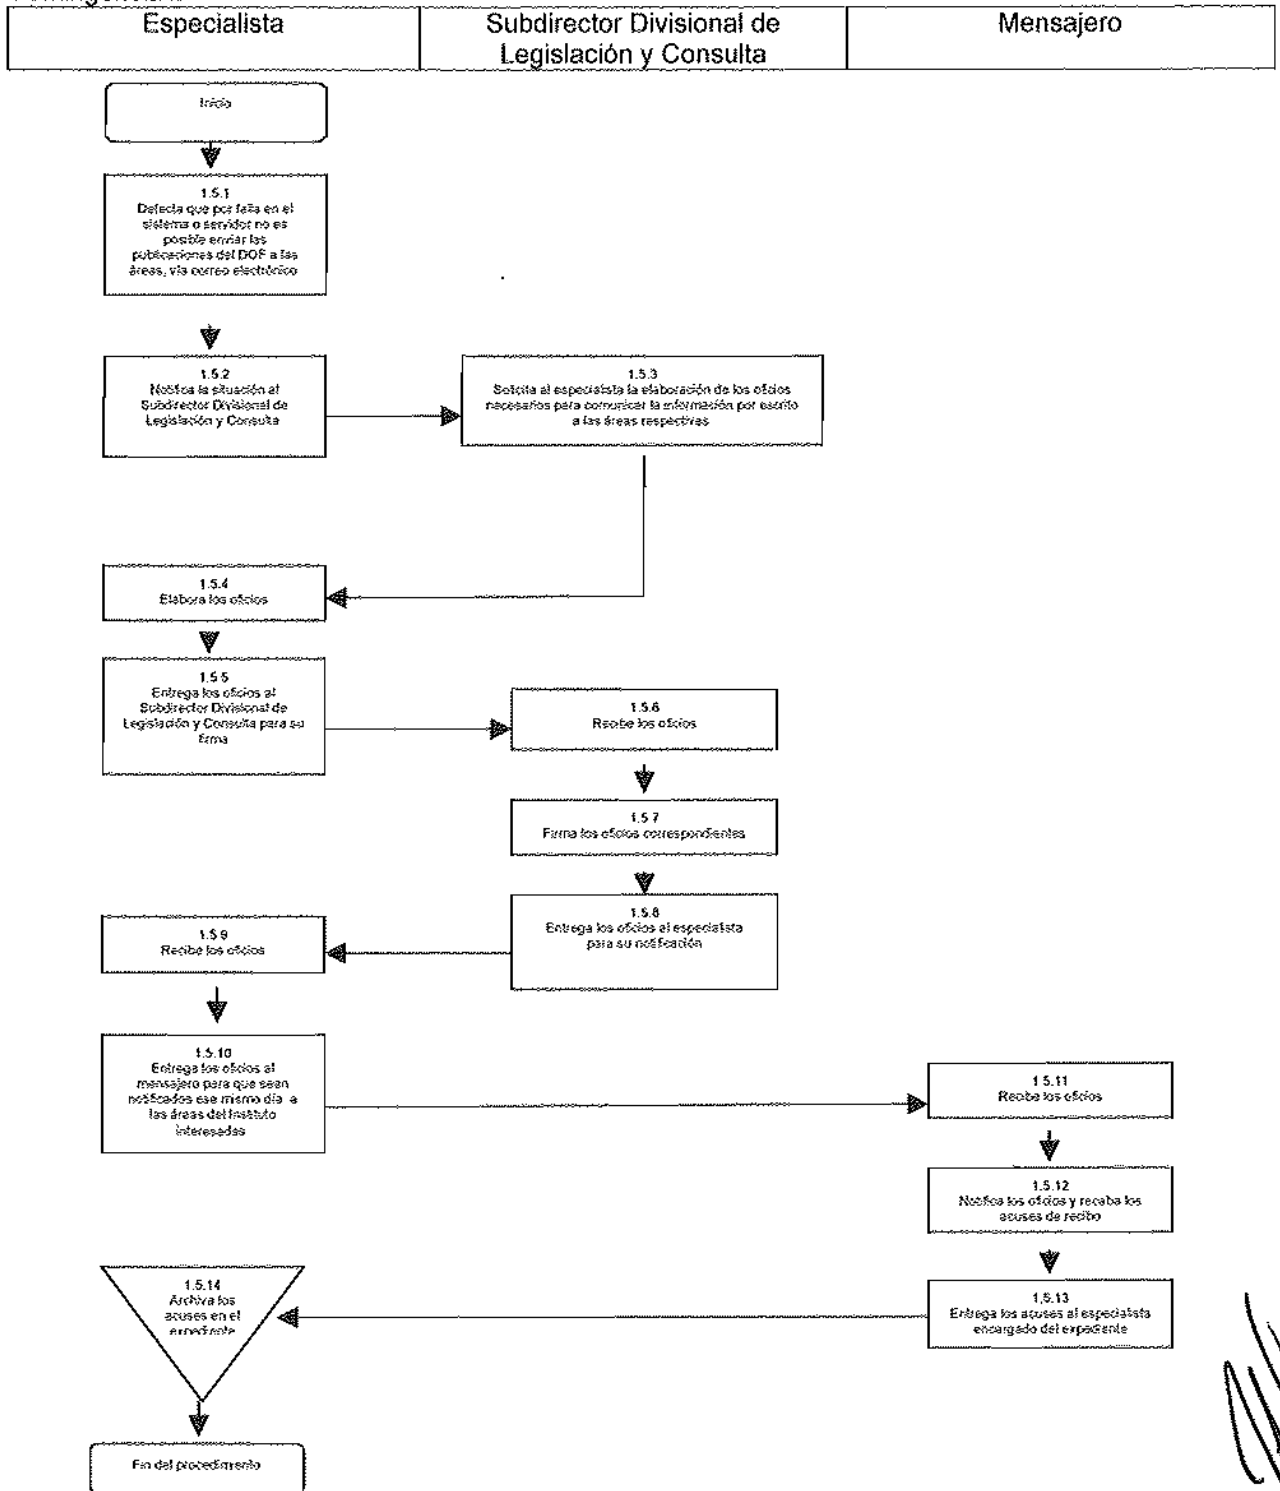 Especialista
Subdirector Divisional de
Legislación y Consulta
Mensajero
Inicio
1.5.1
Detecta que por falla en el
sistema o servidor no es
posible enviar las
publicaciones del DOF a las
áreas, vía correo electrónico
1.5.2
Notifica la situación al
Subdirector Divisional de
Legislación y Consulta
1.5.3
Solicita al especialista la elaboración de los oficios
necesarios para comunicar la información por escrito
a las áreas respectivas
1.5.4
Elabora los oficios
1.5.5
Entrega los oficios al
Subdirector Divisional de
Legislación y Consulta para su
firma
1.5.6
Recibe los oficios
1.5.7
Firma los oficios correspondientes
1.5.8
Entrega los oficios al especialista
para su notificación
1.5.9
Recibe los oficios
1.5.10
Entrega los oficios al
mensajero para que sean
notificados ese mismo día a
las áreas del Instituto
interesadas
1.5.11
Recibe los oficios
1.5.12
Notifica los oficios y recaba los
acuses de recibo
1.5.13
Entrega los acuses al especialista
encargado del expediente
1.5.14
Archiva los
acuses en el
expediente
Fin del procedimiento